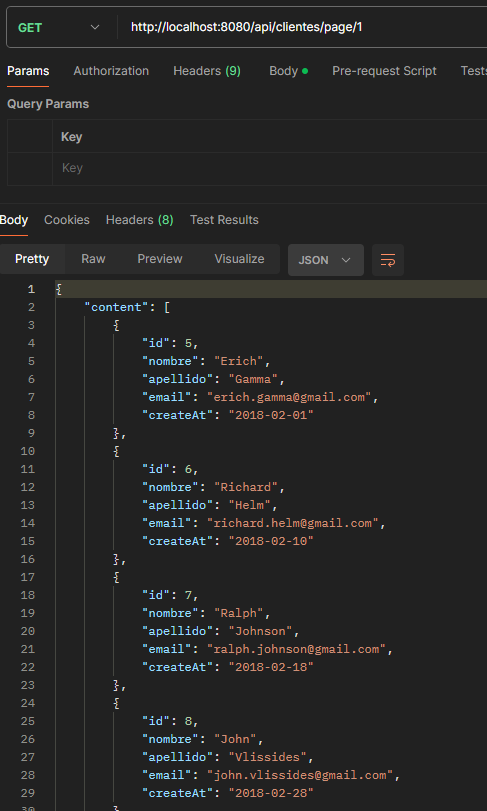 GET http://localhost:8080/api/clientes/page/1
Params Authorization Headers (9) Body Pre-request Script Tests
Query Params
Key
Key
Body Cookies Headers (8) Test Results
Pretty Raw Preview Visualize JSON
1 {
2 "content": [
3 {
4 "id": 5,
5 "nombre": "Erich",
6 "apellido": "Gamma",
7 "email": "erich.gamma@gmail.com",
8 "createAt": "2018-02-01"
9 },
10 {
11 "id": 6,
12 "nombre": "Richard",
13 "apellido": "Helm",
14 "email": "richard.helm@gmail.com",
15 "createAt": "2018-02-10"
16 },
17 {
18 "id": 7,
19 "nombre": "Ralph",
20 "apellido": "Johnson",
21 "email": "ralph.johnson@gmail.com",
22 "createAt": "2018-02-18"
23 },
24 {
25 "id": 8,
26 "nombre": "John",
27 "apellido": "Vlissides",
28 "email": "john.vlissides@gmail.com",
29 "createAt": "2018-02-28"
30 }